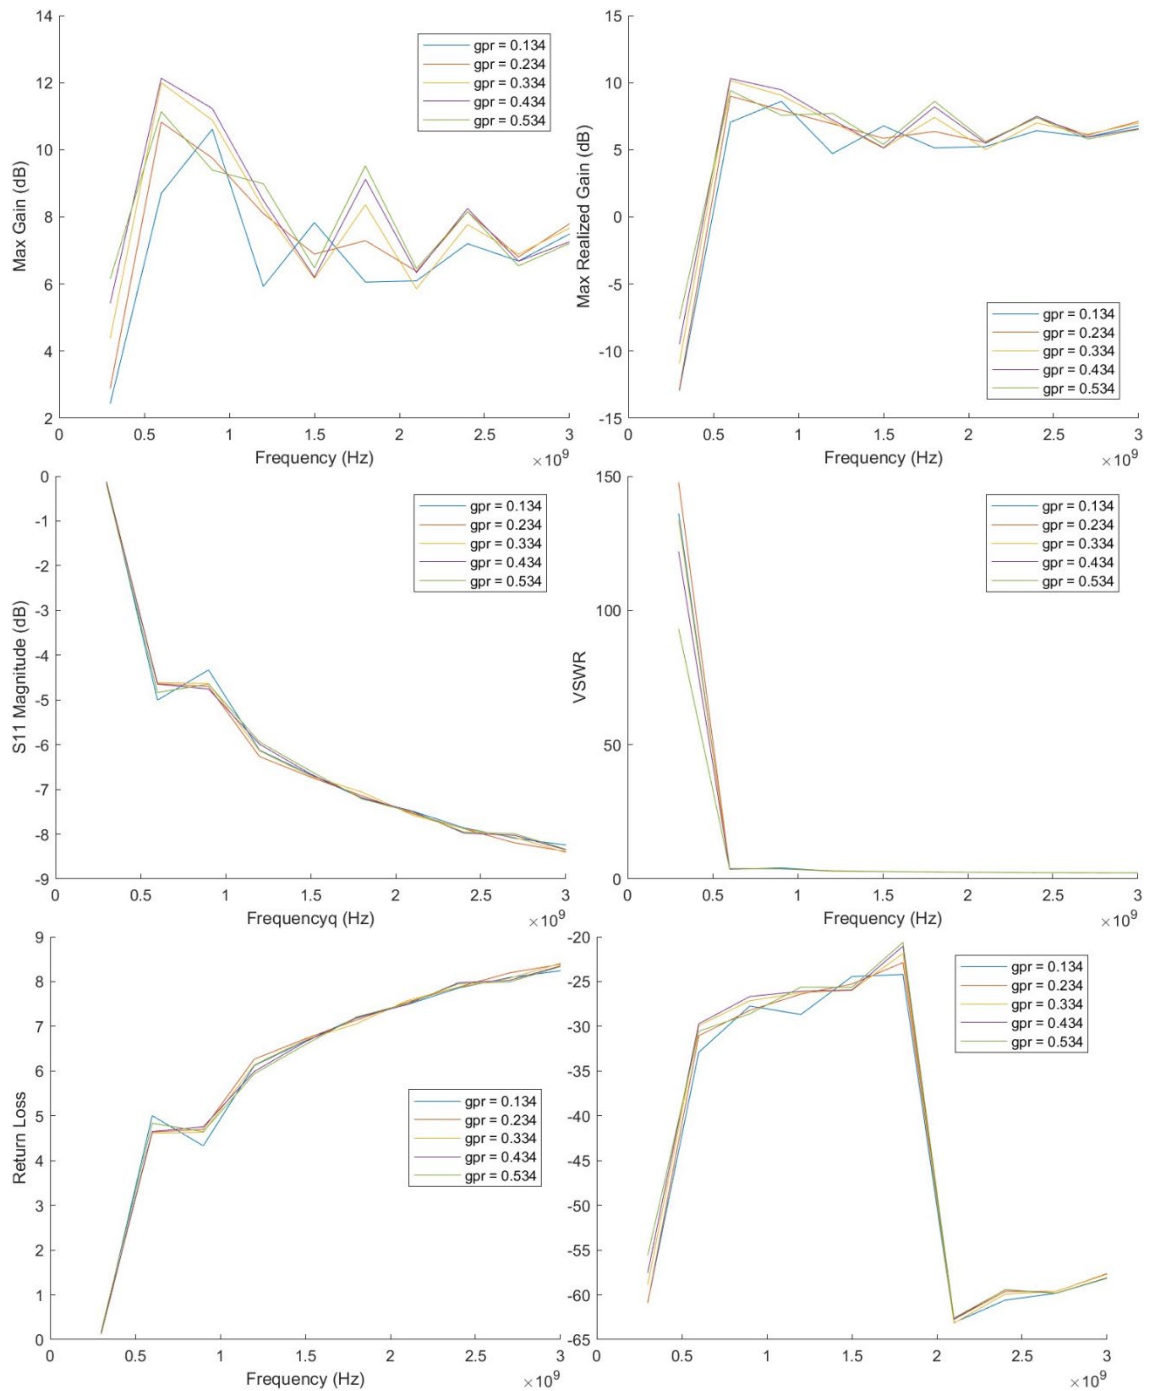 14
12
10
8
6
4
2
0
0.5
1
1.5
2
2.5
3
Max Gain (dB)
Frequency (Hz)
×10⁹
gpr = 0.134
gpr = 0.234
gpr = 0.334
gpr = 0.434
gpr = 0.534
15
10
5
0
-5
-10
-15
0
0.5
1
1.5
2
2.5
3
Max Realized Gain (dB)
Frequency (Hz)
×10⁹
gpr = 0.134
gpr = 0.234
gpr = 0.334
gpr = 0.434
gpr = 0.534
0
-1
-2
-3
-4
-5
-6
-7
-8
-9
0
0.5
1
1.5
2
2.5
3
S11 Magnitude (dB)
Frequencyq (Hz)
×10⁹
gpr = 0.134
gpr = 0.234
gpr = 0.334
gpr = 0.434
gpr = 0.534
150
100
50
0
0
0.5
1
1.5
2
2.5
3
VSWR
Frequency (Hz)
×10⁹
gpr = 0.134
gpr = 0.234
gpr = 0.334
gpr = 0.434
gpr = 0.534
9
8
7
6
5
4
3
2
1
0
0
0.5
1
1.5
2
2.5
3
Return Loss
Frequency (Hz)
×10⁹
gpr = 0.134
gpr = 0.234
gpr = 0.334
gpr = 0.434
gpr = 0.534
-20
-25
-30
-35
-40
-45
-50
-55
-60
-65
0
0.5
1
1.5
2
2.5
3
×10⁹
gpr = 0.134
gpr = 0.234
gpr = 0.334
gpr = 0.434
gpr = 0.534